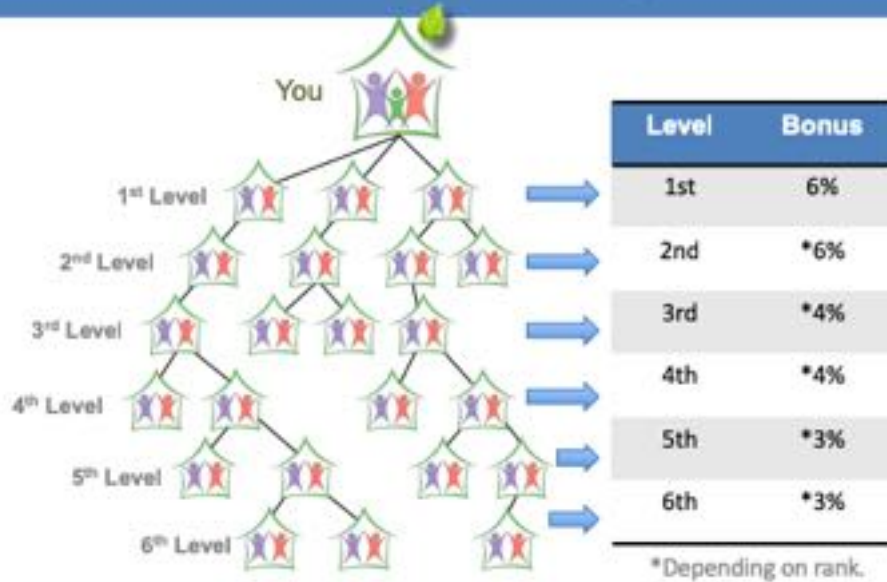 You
Level Bonus
1st Level
1st 6%
2nd Level
2nd *6%
3rd Level
3rd *4%
4th Level
4th *4%
5th Level
5th *3%
6th Level
6th *3%
*Depending on rank.